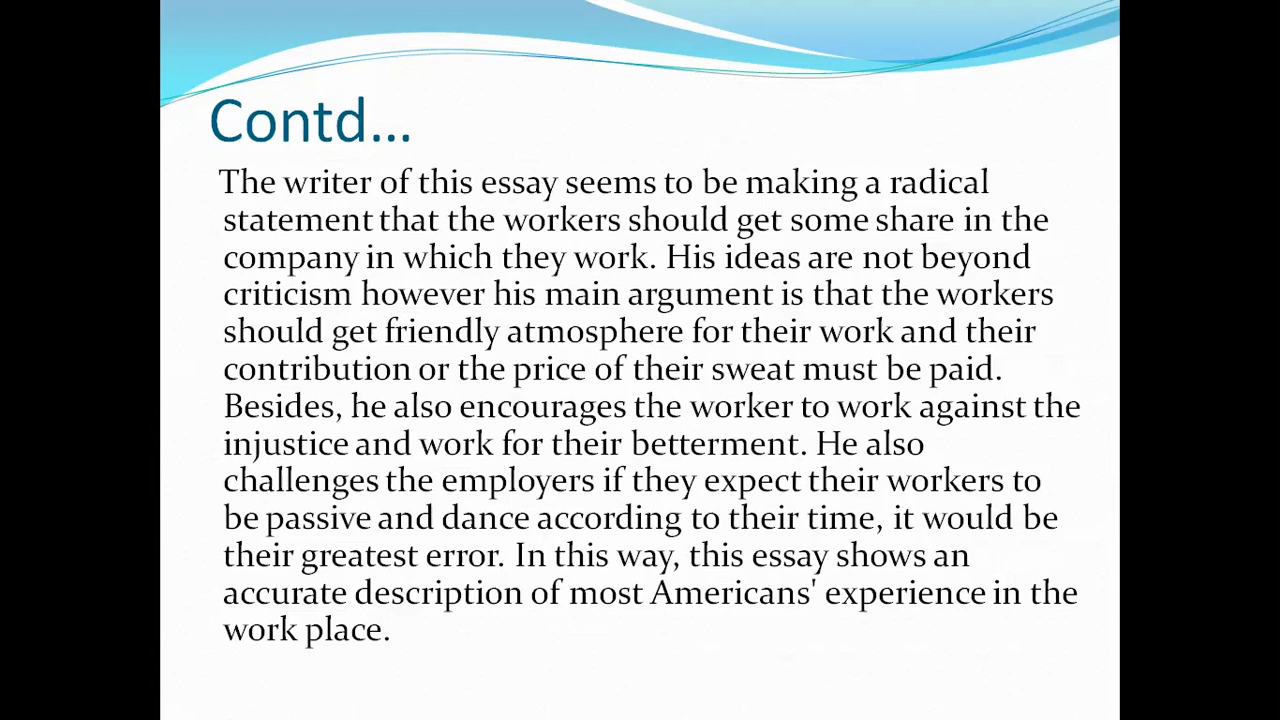 Contd...
The writer of this essay seems to be making a radical
statement that the workers should get some share in the
company in which they work. His ideas are not beyond
criticism however his main argument is that the workers
should get friendly atmosphere for their work and their
contribution or the price of their sweat must be paid.
Besides, he also encourages the worker to work against the
injustice and work for their betterment. He also
challenges the employers if they expect their workers to
be passive and dance according to their time, it would be
their greatest error. In this way, this essay shows an
accurate description of most Americans' experience in the
work place.